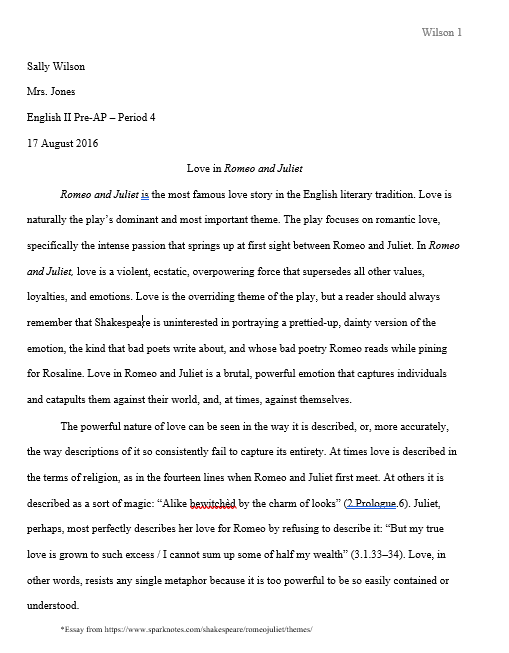 Wilson 1
Sally Wilson
Mrs. Jones
English II Pre-AP – Period 4
17 August 2016
Love in Romeo and Juliet
Romeo and Juliet is the most famous love story in the English literary tradition. Love is
naturally the play’s dominant and most important theme. The play focuses on romantic love,
specifically the intense passion that springs up at first sight between Romeo and Juliet. In Romeo
and Juliet, love is a violent, ecstatic, overpowering force that supersedes all other values,
loyalties, and emotions. Love is the overriding theme of the play, but a reader should always
remember that Shakespeare is uninterested in portraying a prettied-up, dainty version of the
emotion, the kind that bad poets write about, and whose bad poetry Romeo reads while pining
for Rosaline. Love in Romeo and Juliet is a brutal, powerful emotion that captures individuals
and catapults them against their world, and, at times, against themselves.
The powerful nature of love can be seen in the way it is described, or, more accurately,
the way descriptions of it so consistently fail to capture its entirety. At times love is described in
the terms of religion, as in the fourteen lines when Romeo and Juliet first meet. At others it is
described as a sort of magic: “Alike bewitchèd by the charm of looks” (2.Prologue.6). Juliet,
perhaps, most perfectly describes her love for Romeo by refusing to describe it: “But my true
love is grown to such excess / I cannot sum up some of half my wealth” (3.1.33–34). Love, in
other words, resists any single metaphor because it is too powerful to be so easily contained or
understood.
*Essay from https://www.sparknotes.com/shakespeare/romeojuliet/themes/